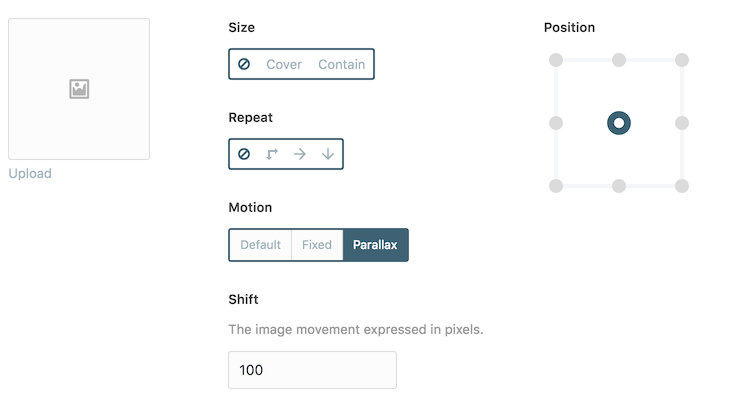 Size
Position
Cover Contain
Repeat
Upload
Motion
Default Fixed Parallax
Shift
The image movement expressed in pixels.
100